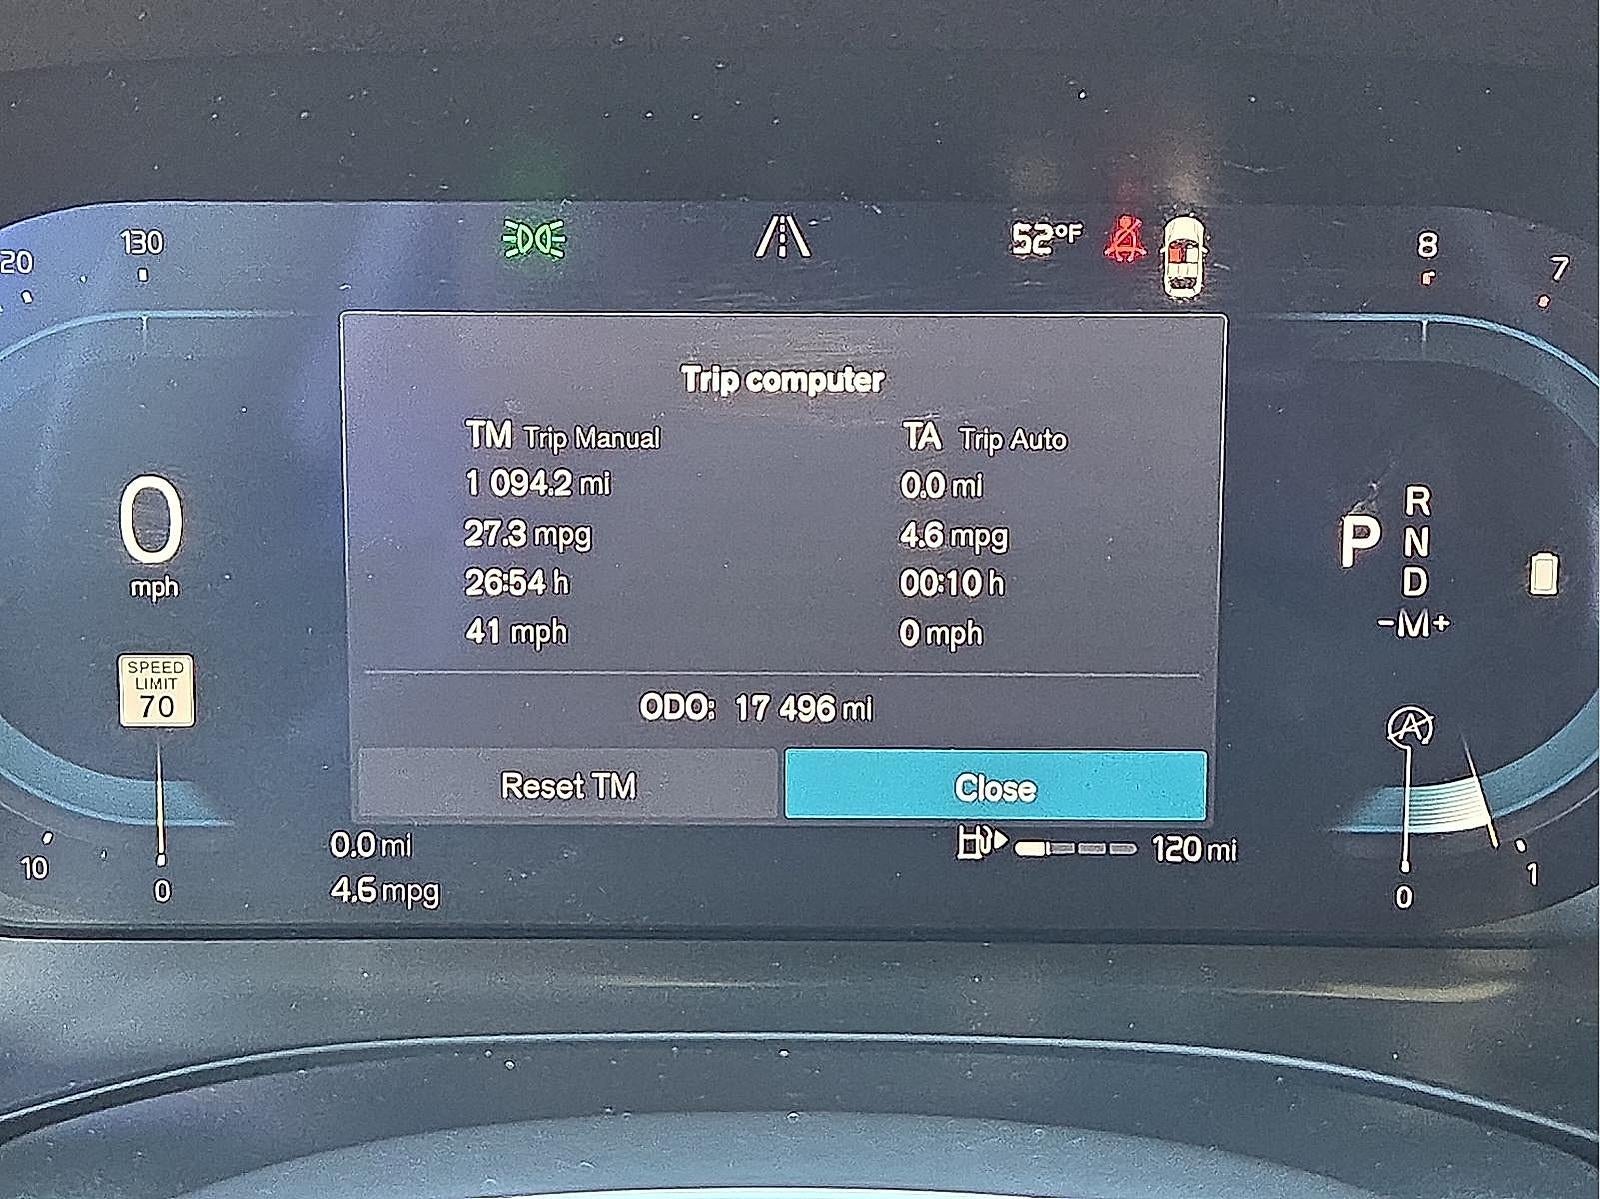 20
130
52°F
8
7
Trip computer
TM Trip Manual
TA Trip Auto
1 094.2 mi
0.0 mi
27.3 mpg
4.6 mpg
26:54 h
00:10 h
41 mph
0 mph
ODO: 17 496 mi
Reset TM
Close
0
mph
SPEED
LIMIT
70
R
P N
D
-M+
A
0.0 mi
4.6 mpg
120 mi
10
0
0
1